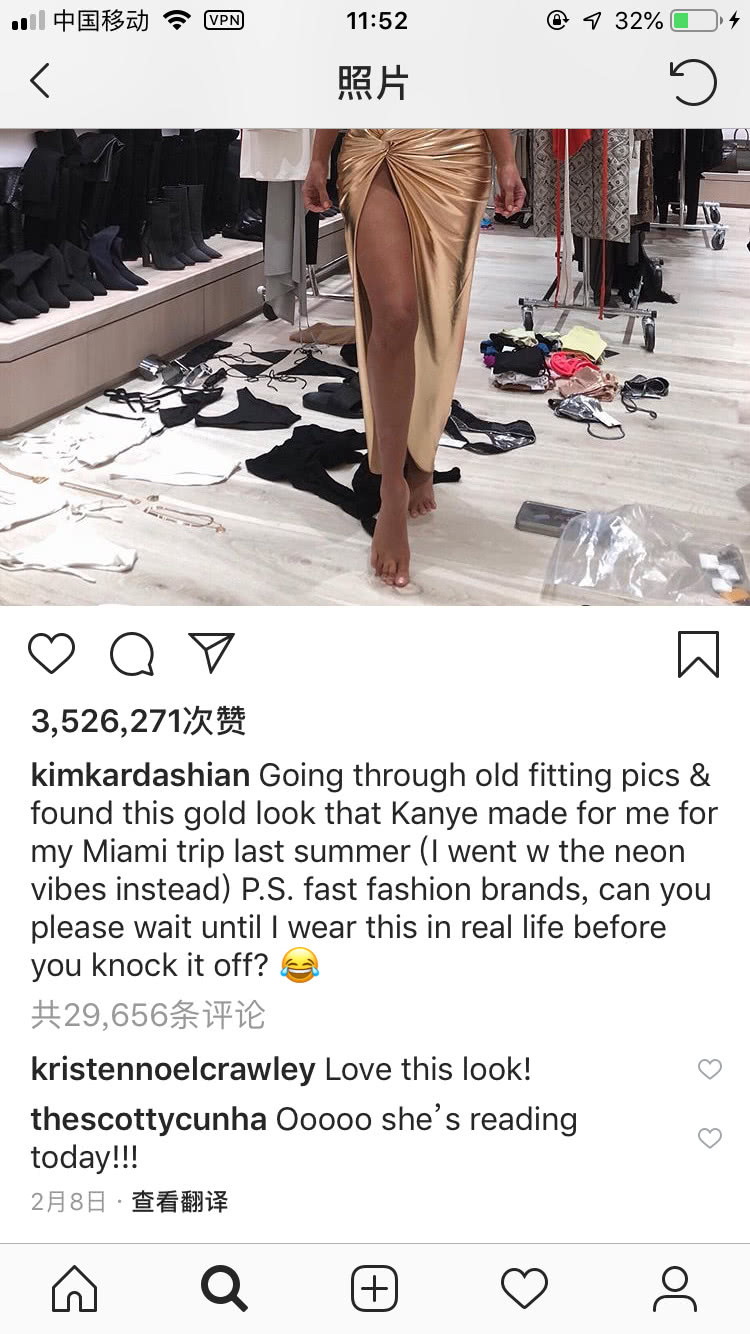 中国移动 VPN 11:52 32%
照片
3,526,271次赞
kimkardashian Going through old fitting pics &
found this gold look that Kanye made for me for
my Miami trip last summer (I went w the neon
vibes instead) P.S. fast fashion brands, can you
please wait until I wear this in real life before
you knock it off? 😂
共29,656条评论
kristennoelcrawley Love this look!
thescottycunha Ooooo she’s reading
today!!!
2月8日 · 查看翻译